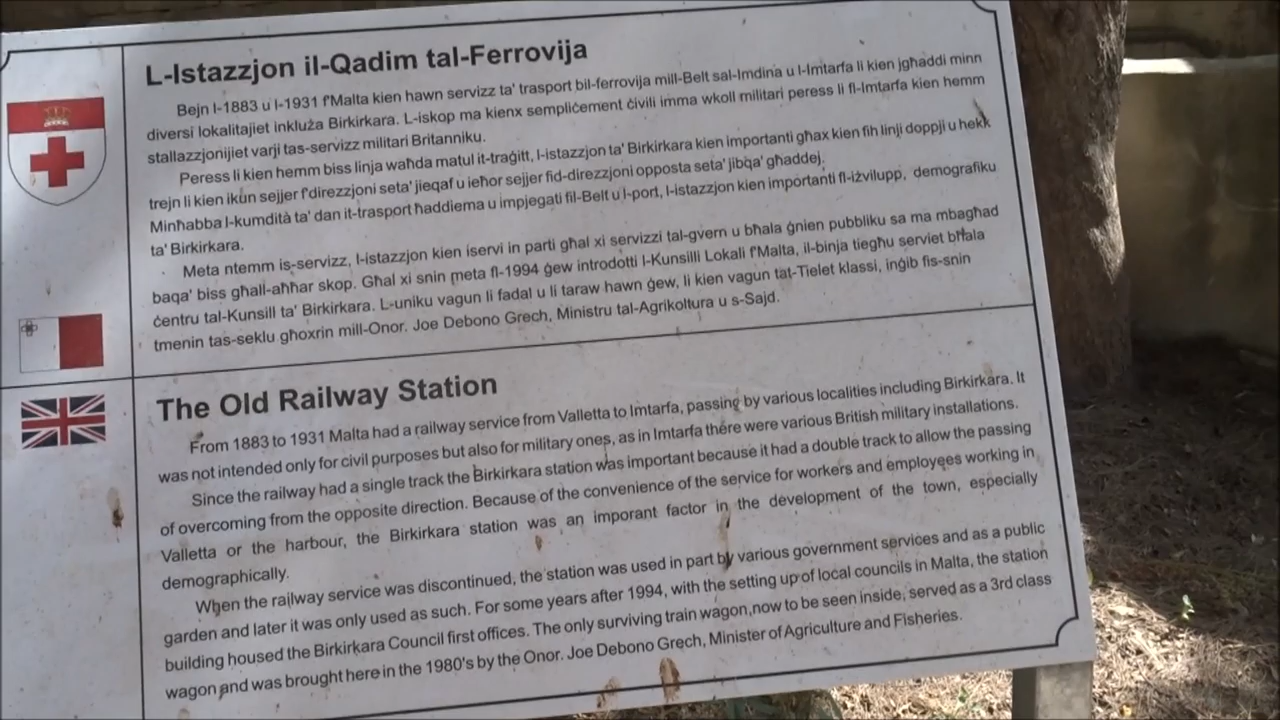 L-Istazzjon il-Qadim tal-Ferrovija
Bejn l-1883 u l-1931 f'Malta kien hawn servizz ta' trasport bil-ferrovija mill-Belt sal-Imdina u l-Imtarfa li kien jgħaddi minn
diversi lokalitajiet inkluża Birkirkara. L-iskop ma kienx sempliċement ċivili imma wkoll militari peress li fl-Imtarfa kien hemm
stallazzjonijiet varji tas-servizz militari Britanniku.
Peress li kien hemm biss linja waħda matul it-traġitt, l-istazzjon ta' Birkirkara kien importanti għax kien fih linji doppji u hekk
trejn li kien ikun sejjer f'direzzjoni seta' jieqaf u ieħor sejjer fid-direzzjoni opposta seta' jibqa' għaddej.
Minħabba l-kumdità ta' dan it-trasport ħaddiema u impjegati fil-Belt u l-port, l-istazzjon kien importanti fl-iżvilupp, demografiku
ta' Birkirkara.
Meta ntemm is-servizz, l-istazzjon kien iservi in parti għal xi servizzi tal-gvern u bħala ġnien pubbliku sa ma mbagħad
baqa' biss għall-aħħar skop. Għal xi snin meta fl-1994 ġew introdotti l-Kunsilli Lokali f'Malta, il-binja tiegħu serviet bħala
ċentru tal-Kunsill ta' Birkirkara. L-uniku vagun li fadal u li taraw hawn ġew, li kien vagun tat-Tielet klassi, inġib fis-snin
tmenin tas-seklu għoxrin mill-Onor. Joe Debono Grech, Ministru tal-Agrikoltura u s-Sajd.
The Old Railway Station
From 1883 to 1931 Malta had a railway service from Valletta to Imtarfa, passing by various localities including Birkirkara. It
was not intended only for civil purposes but also for military ones, as in Imtarfa there were various British military installations.
Since the railway had a single track the Birkirkara station was important because it had a double track to allow the passing
of overcoming from the opposite direction. Because of the convenience of the service for workers and employees working in
Valletta or the harbour, the Birkirkara station was an imporant factor in the development of the town, especially
demographically.
When the railway service was discontinued, the station was used in part by various government services and as a public
garden and later it was only used as such. For some years after 1994, with the setting up of local councils in Malta, the station
building housed the Birkirkara Council first offices. The only surviving train wagon,now to be seen inside, served as a 3rd class
wagon and was brought here in the 1980's by the Onor. Joe Debono Grech, Minister of Agriculture and Fisheries.